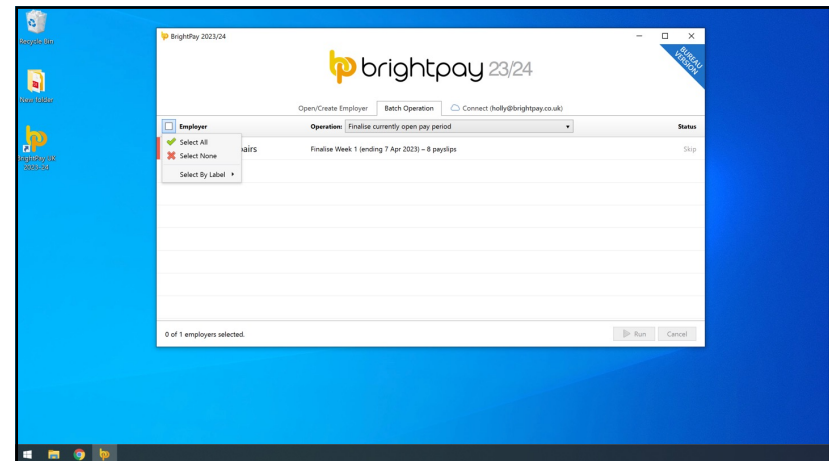 Recycle Bin
New folder
BrightPay UK
2023-24
BrightPay 2023/24
brightpay 23/24
BUREAU
VERSION
Open/Create Employer Batch Operation Connect (holly@brightpay.co.uk)
Employer Operation: Finalise currently open pay period Status
Select All
Select None
Select By Label
airs Finalise Week 1 (ending 7 Apr 2023) – 8 payslips Skip
0 of 1 employers selected. Run Cancel